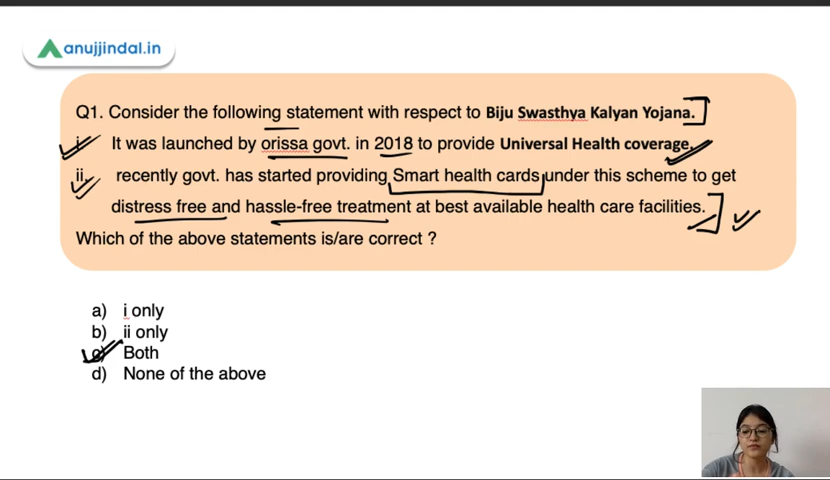 anujjindal.in
Q1. Consider the following statement with respect to Biju Swasthya Kalyan Yojana.
It was launched by orissa govt. in 2018 to provide Universal Health coverage.
ii. recently govt. has started providing Smart health cards under this scheme to get
distress free and hassle-free treatment at best available health care facilities.
Which of the above statements is/are correct ?
a) i only
b) ii only
c) Both
d) None of the above